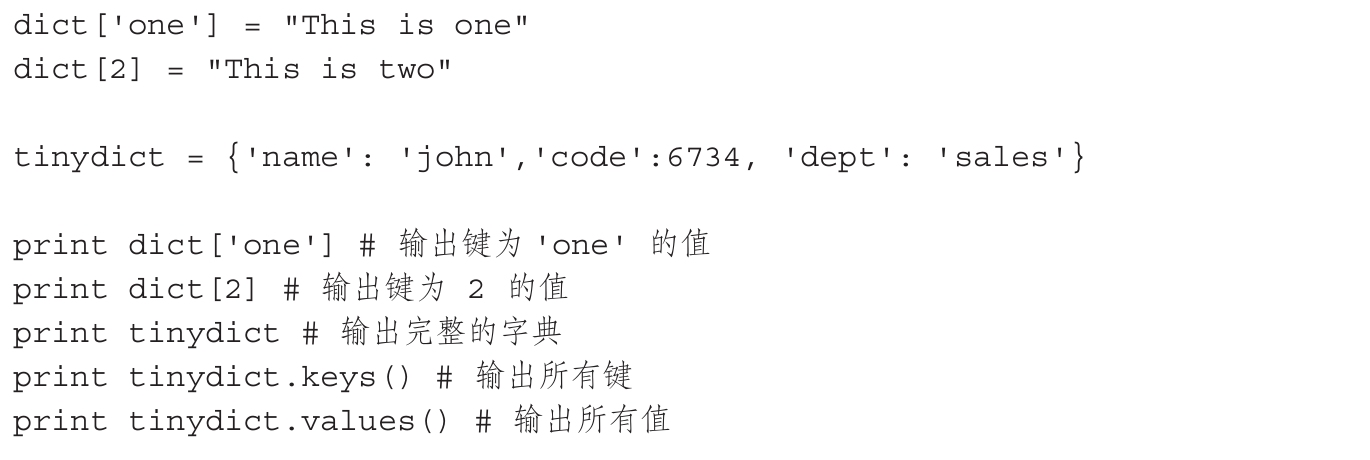 dict['one'] = "This is one"
dict[2] = "This is two"
tinydict = {'name': 'john','code':6734, 'dept': 'sales'}
print dict['one'] # 输出键为 'one' 的值
print dict[2] # 输出键为 2 的值
print tinydict # 输出完整的字典
print tinydict.keys() # 输出所有键
print tinydict.values() # 输出所有值